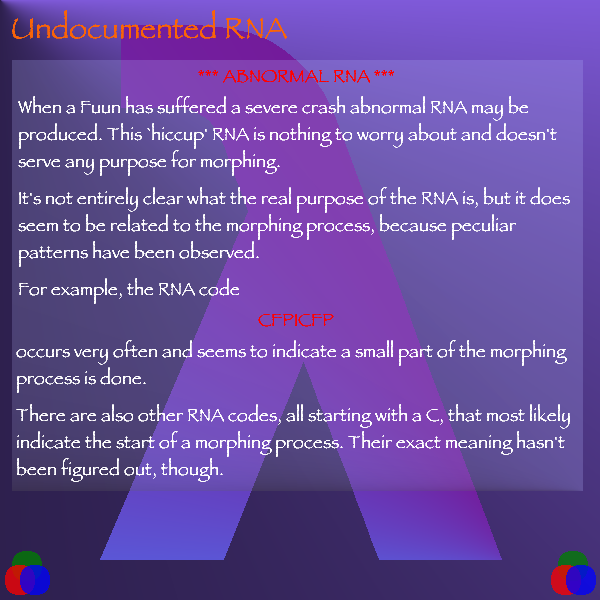 Undocumented RNA
*** ABNORMAL RNA ***
When a Fuun has suffered a severe crash abnormal RNA may be
produced. This `hiccup' RNA is nothing to worry about and doesn't
serve any purpose for morphing.
It's not entirely clear what the real purpose of the RNA is, but it does
seem to be related to the morphing process, because peculiar
patterns have been observed.
For example, the RNA code
CFPICFP
occurs very often and seems to indicate a small part of the morphing
process is done.
There are also other RNA codes, all starting with a C, that most likely
indicate the start of a morphing process. Their exact meaning hasn't
been figured out, though.